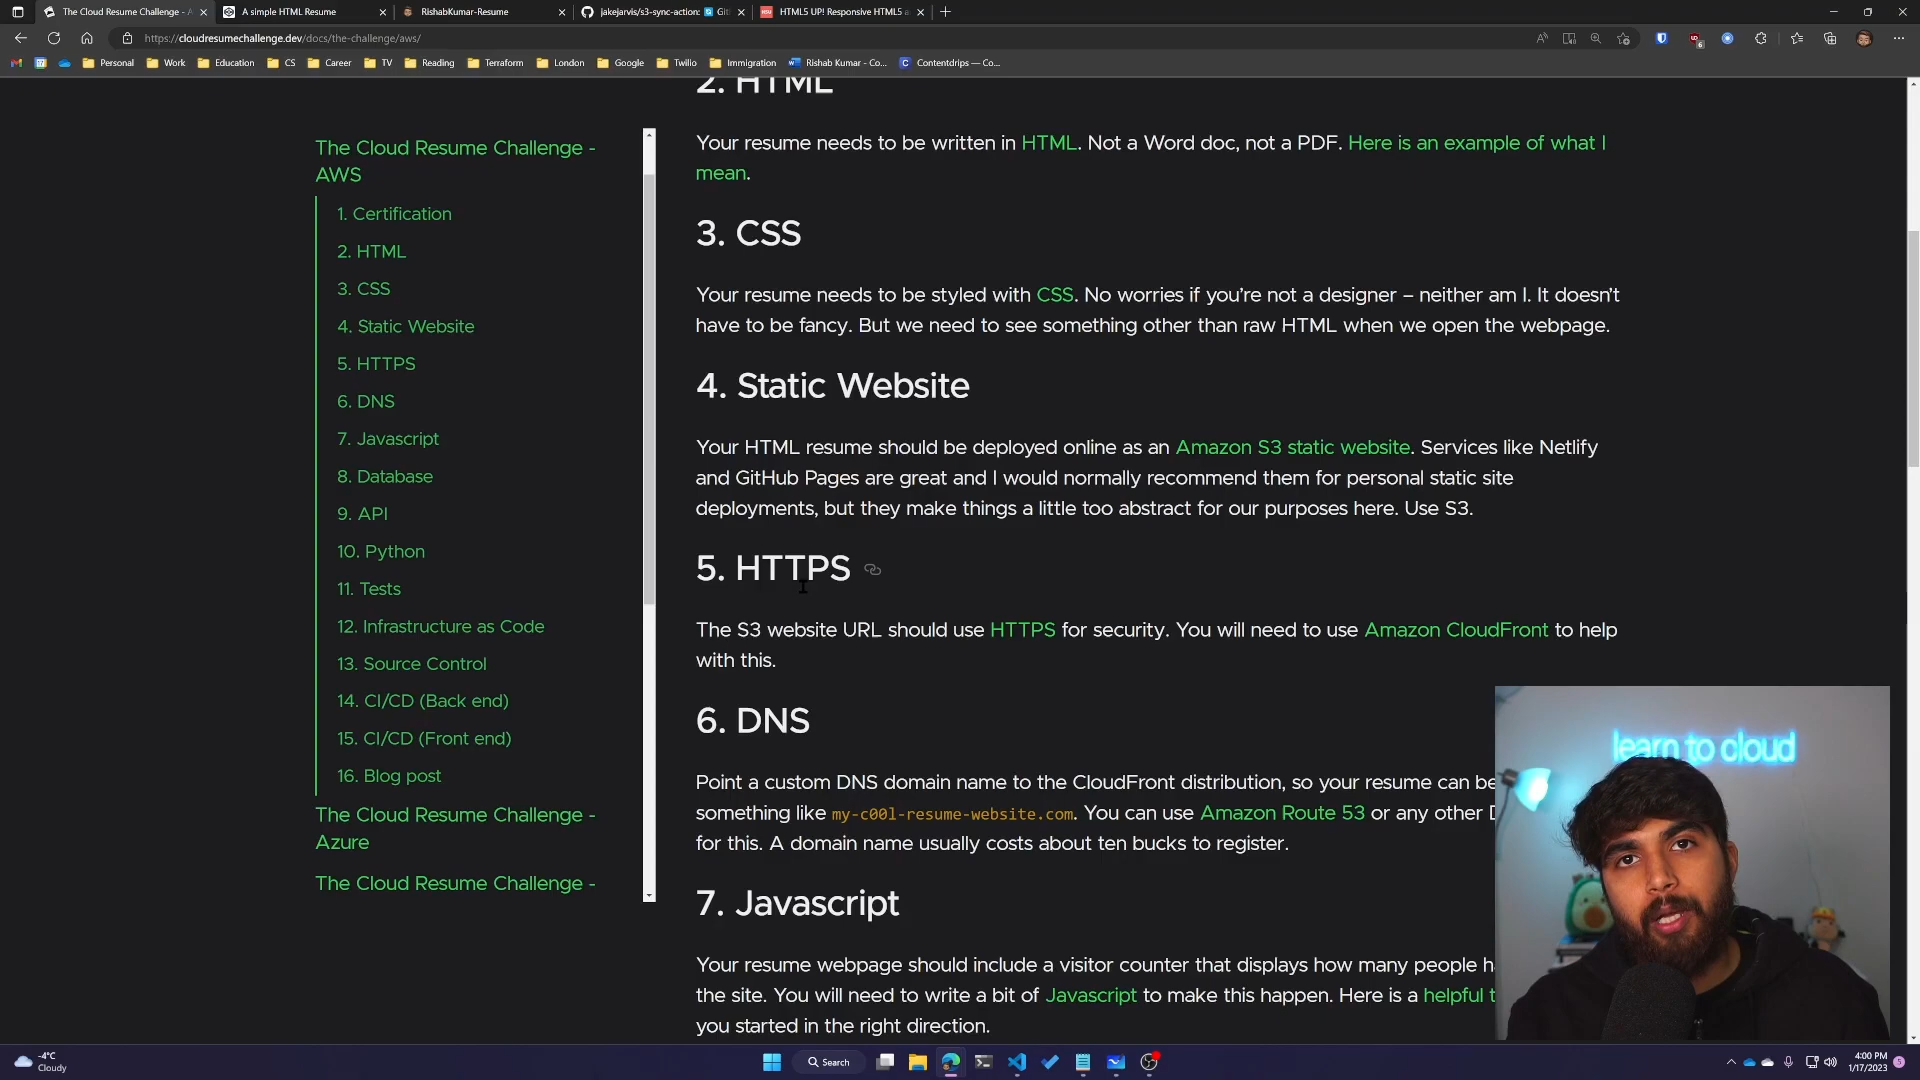 The Cloud Resume Challenge - A
A simple HTML Resume
RishabKumar-Resume
jakejarvis/s3-sync-action: Git
HTML5 UP! Responsive HTML5 a
https://cloudresumechallenge.dev/docs/the-challenge/aws/
Personal
Work
Education
CS
Career
TV
Reading
Terraform
London
Google
Twilio
Immigration
Rishab Kumar - Co...
Contentdrips — Co...
The Cloud Resume Challenge -
AWS
1. Certification
2. HTML
3. CSS
4. Static Website
5. HTTPS
6. DNS
7. Javascript
8. Database
9. API
10. Python
11. Tests
12. Infrastructure as Code
13. Source Control
14. CI/CD (Back end)
15. CI/CD (Front end)
16. Blog post
The Cloud Resume Challenge -
Azure
The Cloud Resume Challenge -
2. HTML
Your resume needs to be written in HTML. Not a Word doc, not a PDF. Here is an example of what I
mean.
3. CSS
Your resume needs to be styled with CSS. No worries if you're not a designer – neither am I. It doesn't
have to be fancy. But we need to see something other than raw HTML when we open the webpage.
4. Static Website
Your HTML resume should be deployed online as an Amazon S3 static website. Services like Netlify
and GitHub Pages are great and I would normally recommend them for personal static site
deployments, but they make things a little too abstract for our purposes here. Use S3.
5. HTTPS
The S3 website URL should use HTTPS for security. You will need to use Amazon CloudFront to help
with this.
6. DNS
Point a custom DNS domain name to the CloudFront distribution, so your resume can be
something like my-c00l-resume-website.com. You can use Amazon Route 53 or any other D
for this. A domain name usually costs about ten bucks to register.
7. Javascript
Your resume webpage should include a visitor counter that displays how many people h
the site. You will need to write a bit of Javascript to make this happen. Here is a helpful t
you started in the right direction.
learn to cloud
-4°C
Cloudy
Search
4:00 PM
1/17/2023
5